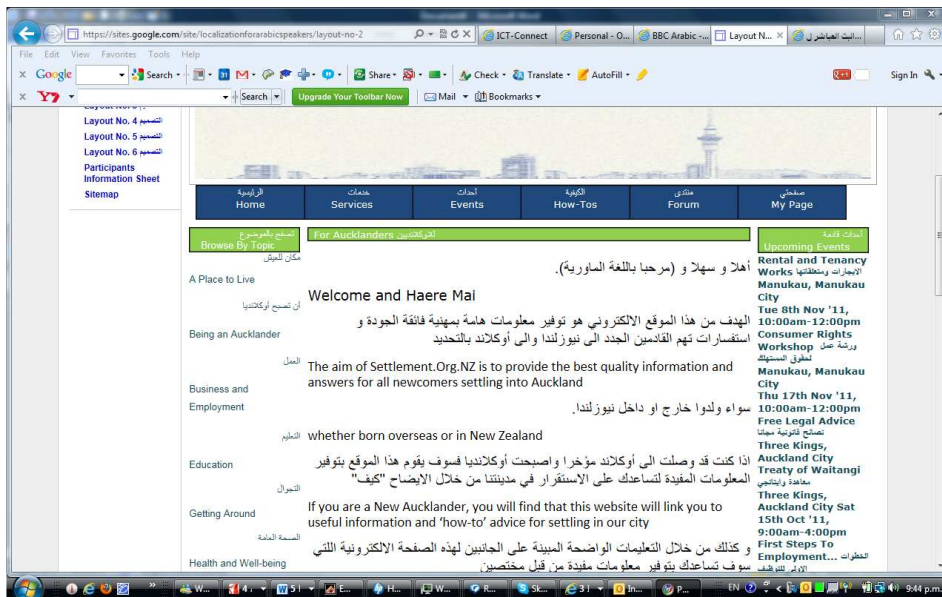 https://sites.google.com/site/localizationforarabicspeakers/layout-no-2
ICT-Connect
Personal - O...
BBC Arabic -...
Layout N...
البث المباشر ل...
File Edit View Favorites Tools Help
Google Search Share Check Translate AutoFill Sign In
Search Upgrade Your Toolbar Now Mail Bookmarks
Layout No. 4 التصميم
Layout No. 5 التصميم
Layout No. 6 التصميم
Participants
Information Sheet
Sitemap
الرئيسية
Home
خدمات
Services
أحداث
Events
الكيفية
How-Tos
منتدى
Forum
صفحتي
My Page
تصفح بالموضوع
Browse By Topic
مكان للعيش
A Place to Live
أن تصبح أوكلانديا
Being an Aucklander
العمل
Business and
Employment
التعليم
Education
التجوال
Getting Around
الصحة العامة
Health and Well-being
For Aucklanders للأوكلانديين
أهلا و سهلا و (مرحبا باللغة الماورية).
Welcome and Haere Mai
الهدف من هذا الموقع الالكتروني هو توفير معلومات هامة بمهنية فائقة الجودة و
استفسارات تهم القادمين الجدد الى نيوزلندا والى أوكلاند بالتحديد
The aim of Settlement.Org.NZ is to provide the best quality information and
answers for all newcomers settling into Auckland
سواء ولدوا خارج او داخل نيوزلندا.
whether born overseas or in New Zealand
اذا كنت قد وصلت الى أوكلاند مؤخرا واصبحت أوكلانديا فسوف يقوم هذا الموقع بتوفير
المعلومات المفيدة لتساعدك على الاستقرار في مدينتنا من خلال الايضاح "كيف"
If you are a New Aucklander, you will find that this website will link you to
useful information and ‘how-to’ advice for settling in our city
و كذلك من خلال التعليمات الواضحة المبينة على الجانبين لهذه الصفحة الالكترونية اللتي
سوف تساعدك بتوفير معلومات مفيدة من قبل مختصين
أحداث قادمة
Upcoming Events
Rental and Tenancy
Works الايجارات ومتعلقاتها
Manukau, Manukau
City
Tue 8th Nov '11,
10:00am-12:00pm
Consumer Rights
Workshop ورشة عمل
لحقوق المستهلك
Manukau, Manukau
City
Thu 17th Nov '11,
10:00am-12:00pm
Free Legal Advice
نصائح قانونية مجانا
Three Kings,
Auckland City
Treaty of Waitangi
معاهدة وايتانجي
Three Kings,
Auckland City Sat
15th Oct '11,
9:00am-4:00pm
First Steps To
Employment... الخطوات
الاولى للتوظيف
EN 9:44 p.m.